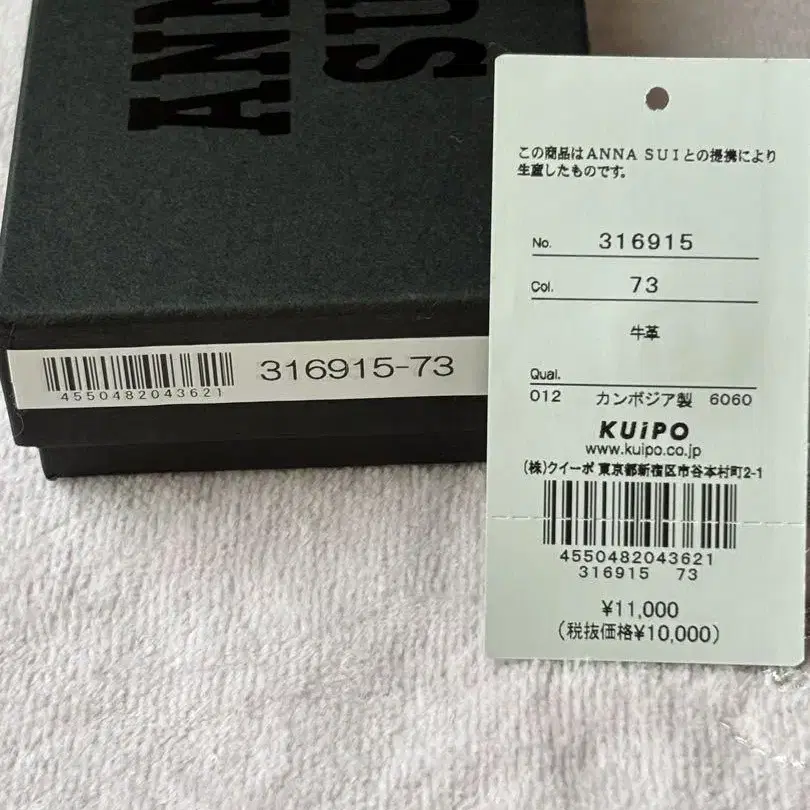 ANN
SU
4550482043621
316915-73
この商品はANNA SUIとの提携により
生産したものです。
No. 316915
Col. 73
牛革
Qual.
012 カンボジア製 6060
KUiPO
www.kuipo.co.jp
(株)クイーポ 東京都新宿区市谷本村町2-1
4550482043621
316915 73
¥11,000
(税抜価格¥10,000)